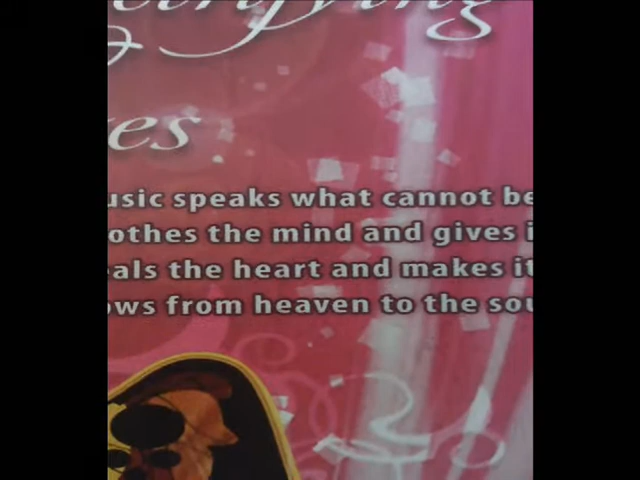 usic speaks what cannot be
othes the mind and gives i
eals the heart and makes it
ows from heaven to the sou